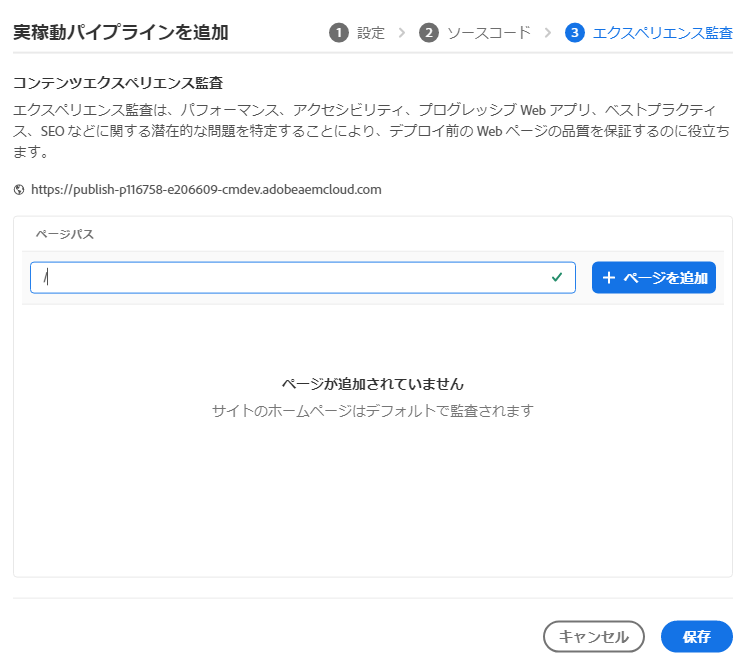 実稼動パイプラインを追加
1 設定 > 2 ソースコード > 3 エクスペリエンス監査
コンテンツエクスペリエンス監査
エクスペリエンス監査は、パフォーマンス、アクセシビリティ、プログレッシブ Web アプリ、ベストプラクティ
ス、SEO などに関する潜在的な問題を特定することにより、デプロイ前の Web ページの品質を保証するのに役立ち
ます。
https://publish-p116758-e206609-cmdev.adobeaemcloud.com
ページパス
/
+ ページを追加
ページが追加されていません
サイトのホームページはデフォルトで監査されます
キャンセル
保存